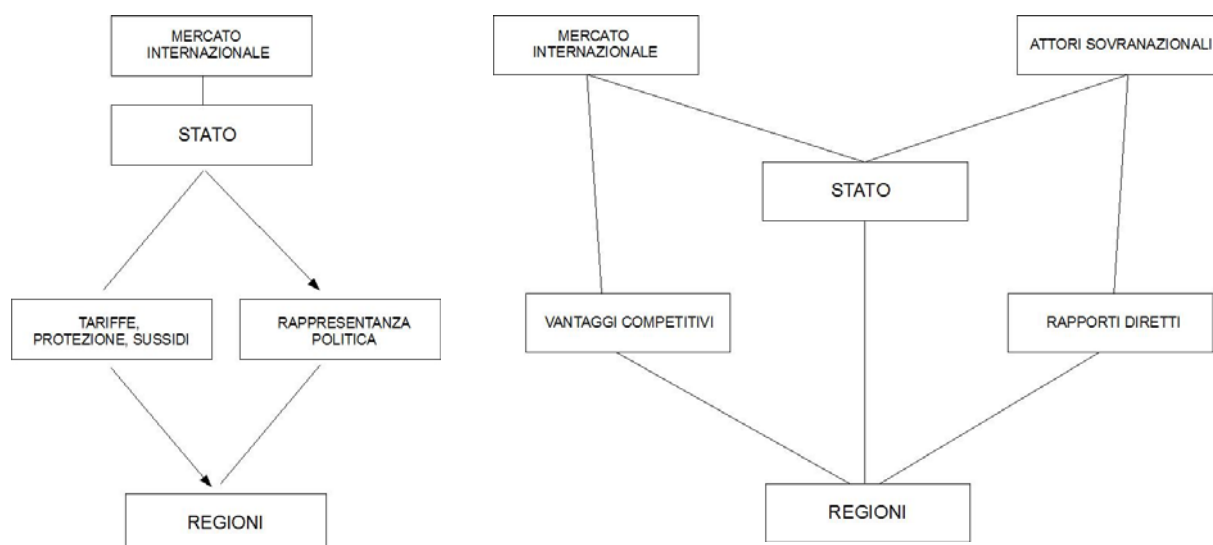 MERCATO
INTERNAZIONALE
STATO
TARIFFE,
PROTEZIONE, SUSSIDI
RAPPRESENTANZA
POLITICA
REGIONI
MERCATO
INTERNAZIONALE
ATTORI SOVRANAZIONALI
STATO
VANTAGGI COMPETITIVI
RAPPORTI DIRETTI
REGIONI